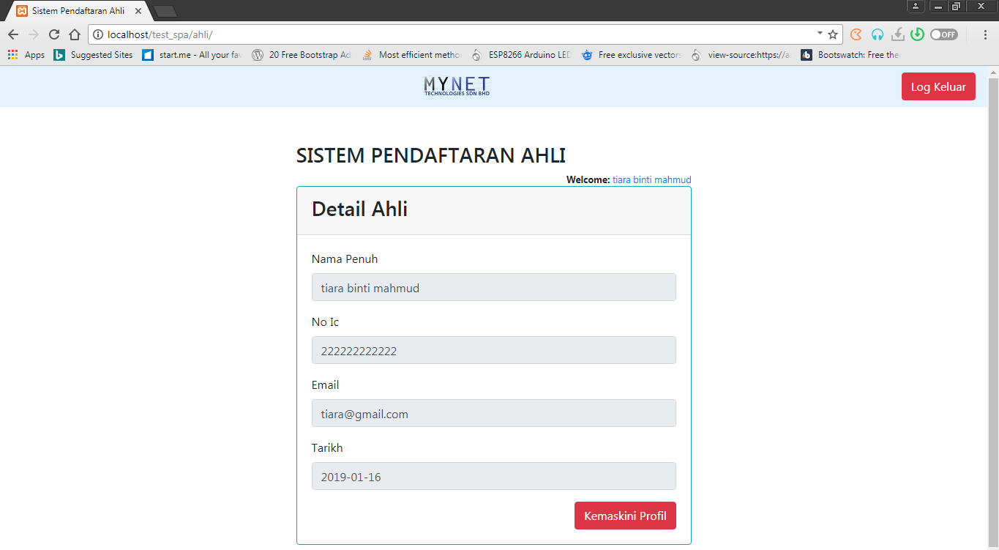 Sistem Pendaftaran Ahli
localhost/test_spa/ahli/
OFF
Apps Suggested Sites start.me - All your fav 20 Free Bootstrap Ad Most efficient metho ESP8266 Arduino LED Free exclusive vectors view-source:https://a Bootswatch: Free the
MYNET
TECHNOLOGIES SDN BHD
Log Keluar
SISTEM PENDAFTARAN AHLI
Welcome: tiara binti mahmud
Detail Ahli
Nama Penuh
tiara binti mahmud
No Ic
222222222222
Email
tiara@gmail.com
Tarikh
2019-01-16
Kemaskini Profil